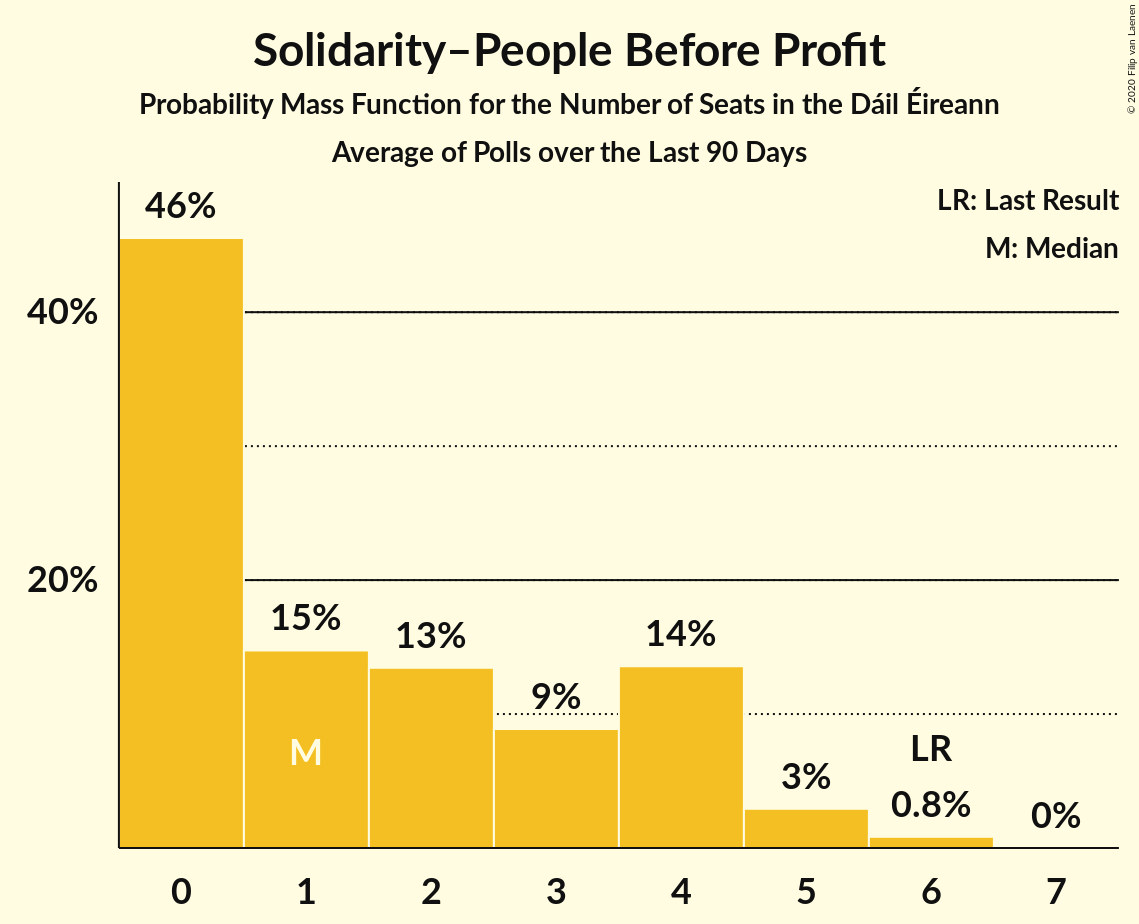 Solidarity–People Before Profit
Probability Mass Function for the Number of Seats in the Dáil Éireann
Average of Polls over the Last 90 Days
© 2020 Filip van Laenen
LR: Last Result
M: Median
46%
40%
20%
15%
13%
9%
14%
3%
LR
0.8%
0%
M
0 1 2 3 4 5 6 7